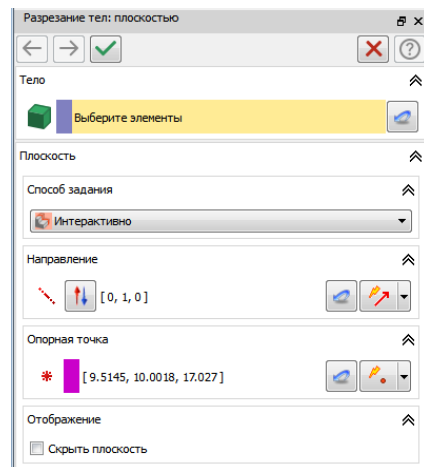 Разрезание тел: плоскостью
Тело
Выберите элементы
Плоскость
Способ задания
Интерактивно
Направление
[ 0, 1, 0 ]
Опорная точка
[ 9.5145, 10.0018, 17.027 ]
Отображение
Скрыть плоскость